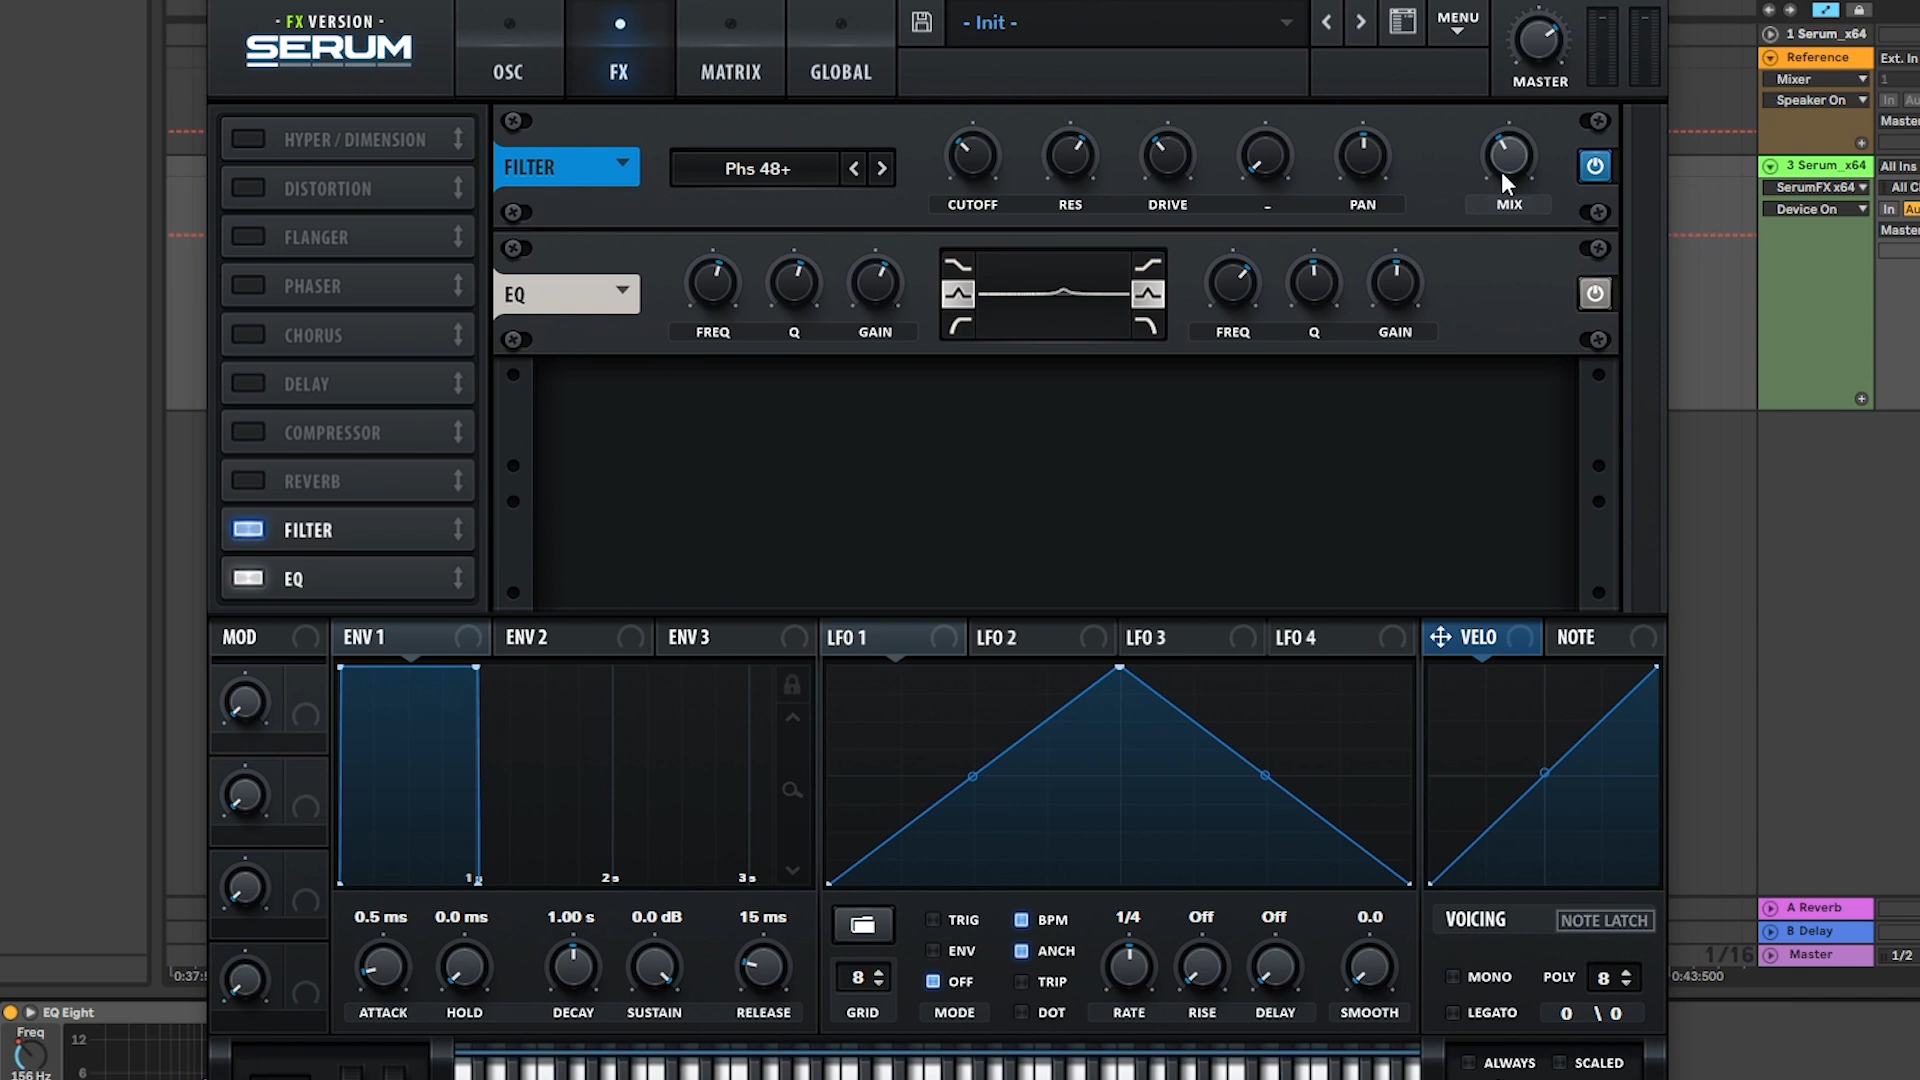 - FX VERSION -
SERUM
OSC
FX
MATRIX
GLOBAL
- Init -
MENU
MASTER
HYPER / DIMENSION
DISTORTION
FLANGER
PHASER
CHORUS
DELAY
COMPRESSOR
REVERB
FILTER
EQ
FILTER
Phs 48+
CUTOFF
RES
DRIVE
-
PAN
MIX
EQ
FREQ
Q
GAIN
FREQ
Q
GAIN
MOD
ENV 1
ENV 2
ENV 3
LFO 1
LFO 2
LFO 3
LFO 4
VELO
NOTE
2s
3s
0.5 ms
0.0 ms
1.00 s
0.0 dB
15 ms
ATTACK
HOLD
DECAY
SUSTAIN
RELEASE
8
GRID
TRIG
ENV
OFF
MODE
BPM
ANCH
TRIP
DOT
1/4
Off
Off
0.0
RATE
RISE
DELAY
SMOOTH
VOICING
NOTE LATCH
MONO
POLY
8
LEGATO
0 \ 0
ALWAYS
SCALED
1 Serum_x64
Reference
Ext. In
Mixer
1
Speaker On
In
Master
3 Serum_x64
All Ins
SerumFX x64
Device On
In
Master
A Reverb
B Delay
Master
1/2
1/16
0:43:500
EQ Eight
Freq
156 Hz
12
6